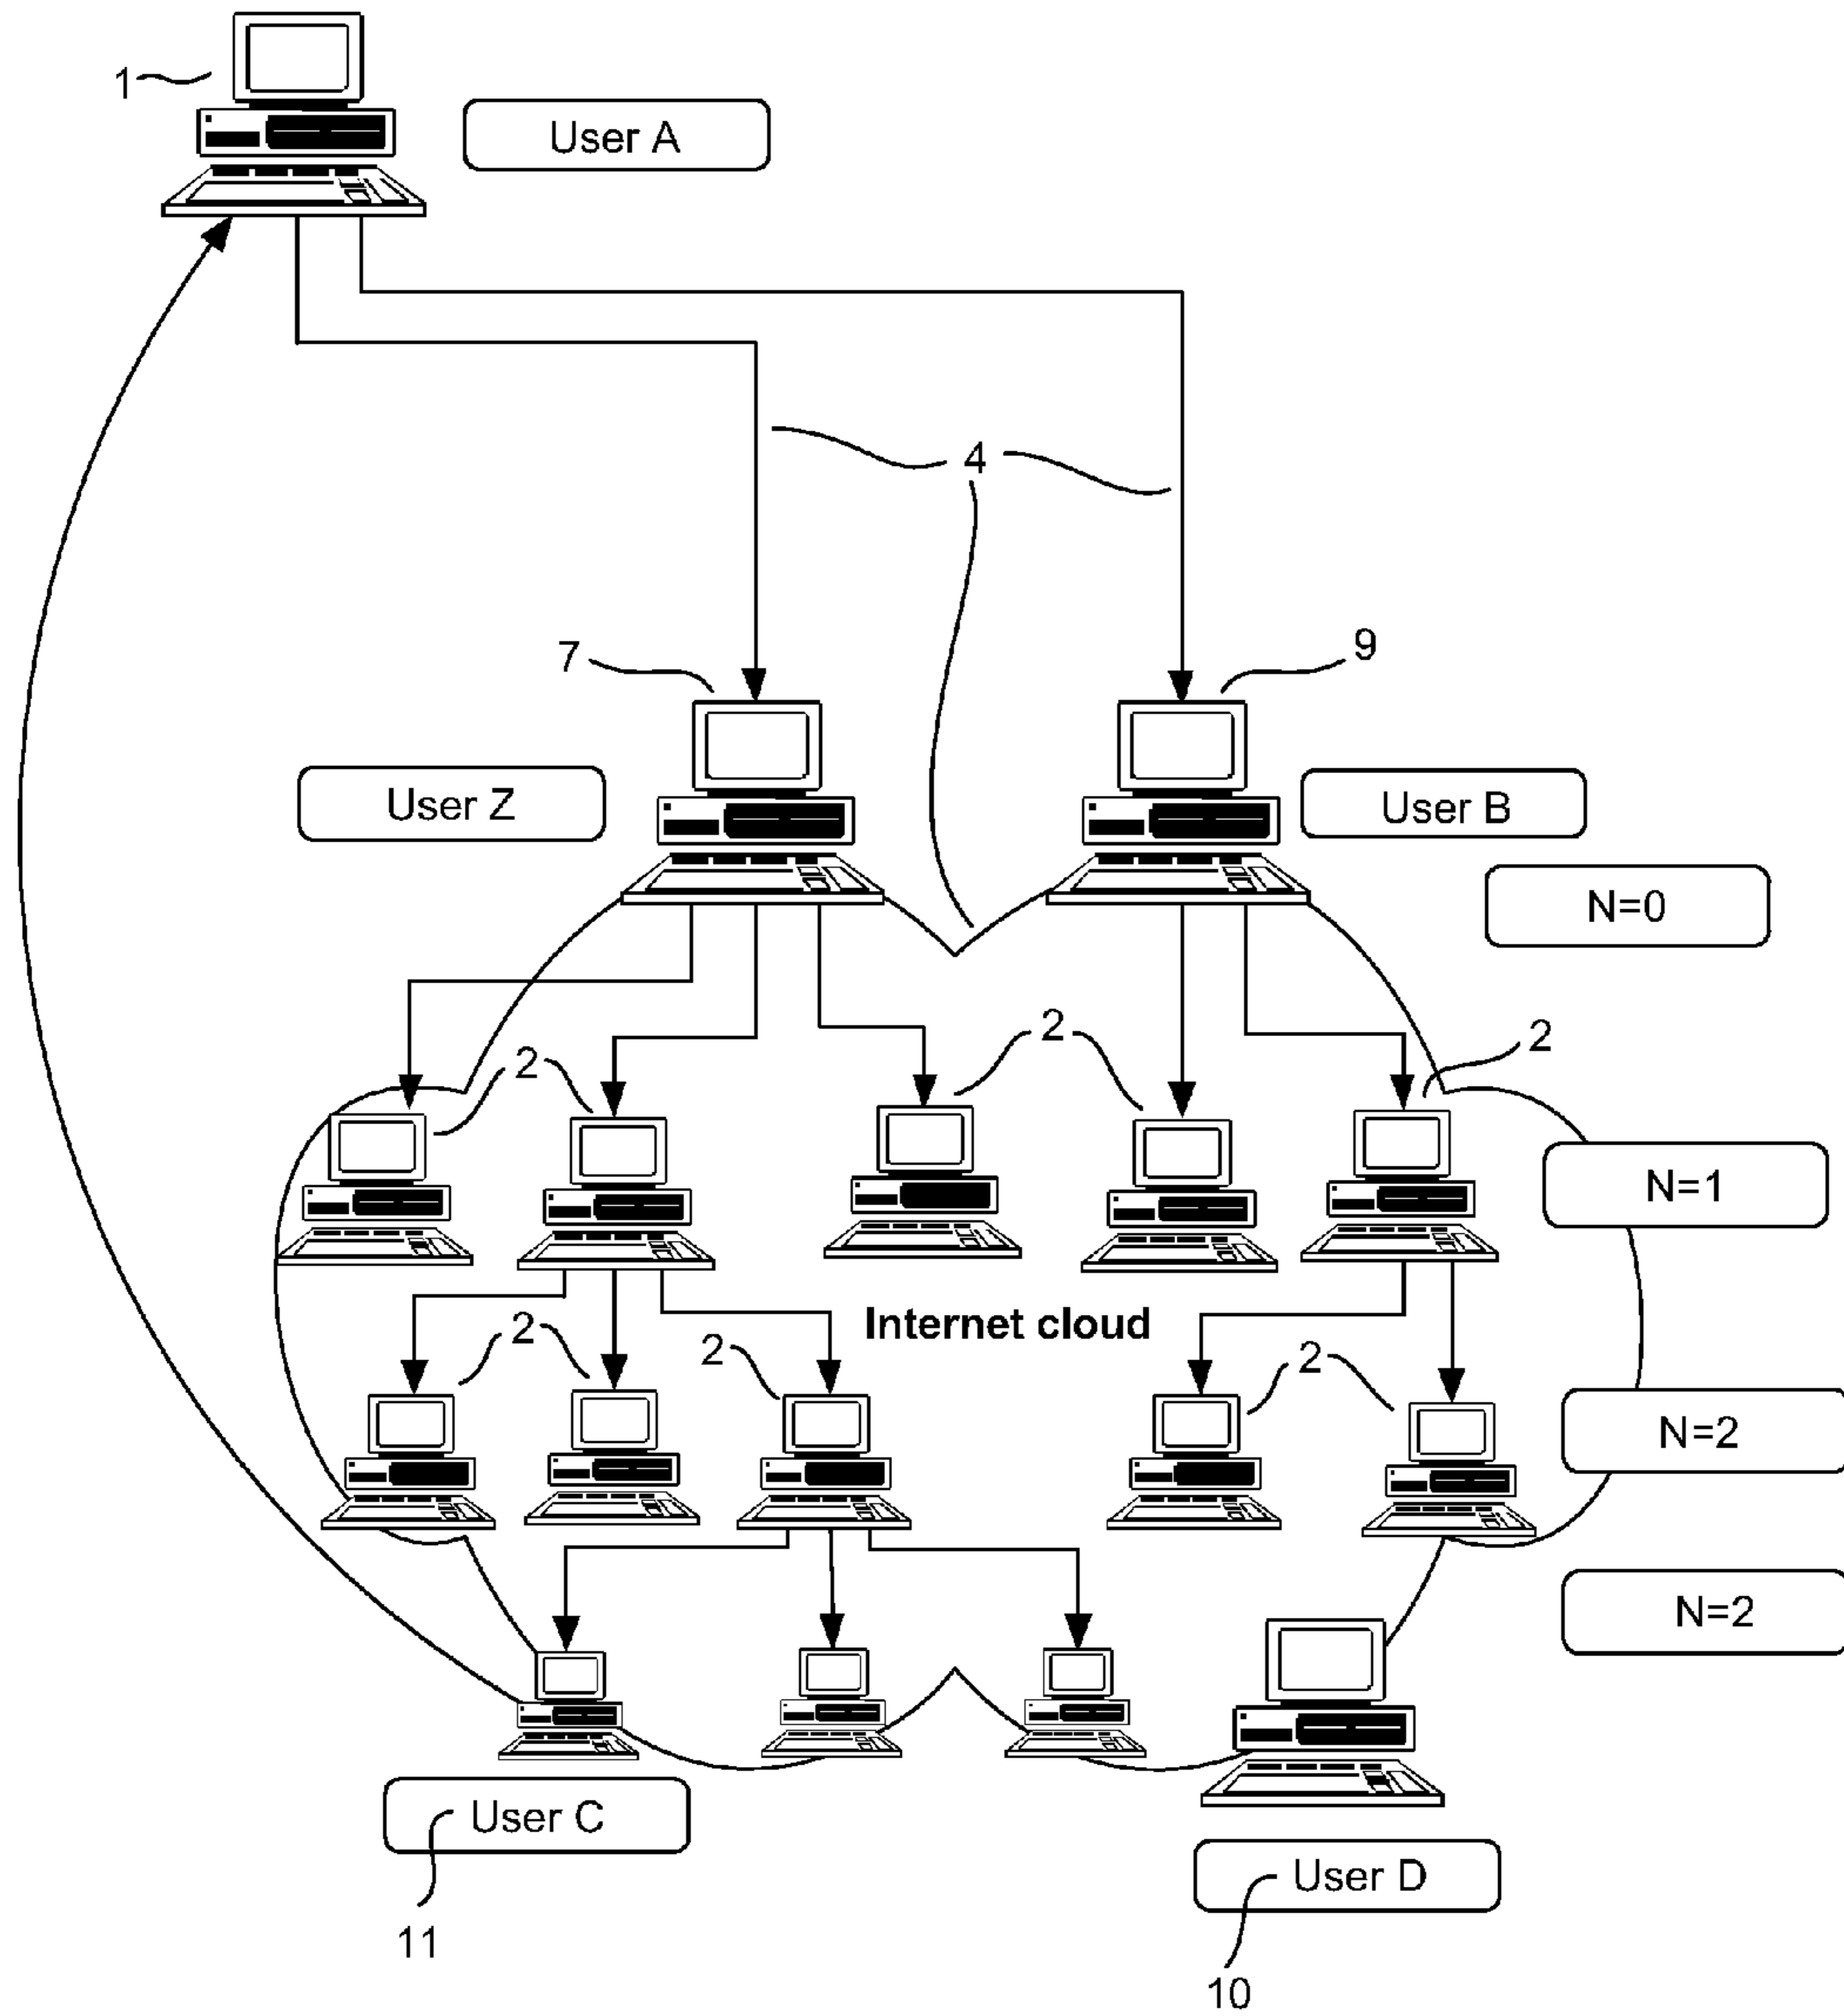 1
User A
4
7
9
User Z
User B
N=0
2
2
2
N=1
Internet cloud
2
2
2
N=2
N=2
User C
User D
11
10